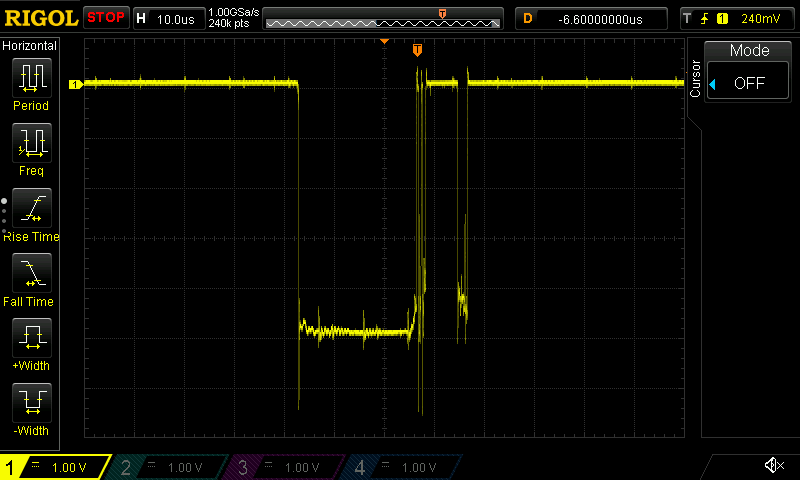 RIGOL STOP H 10.0us 1.00GSa/s 240k pts T D -6.60000000us T 1 240mV
Horizontal
Period
Freq
Rise Time
Fall Time
+Width
-Width
T
1
Cursor
Mode
OFF
1 1.00 V 2 1.00 V 3 1.00 V 4 1.00 V